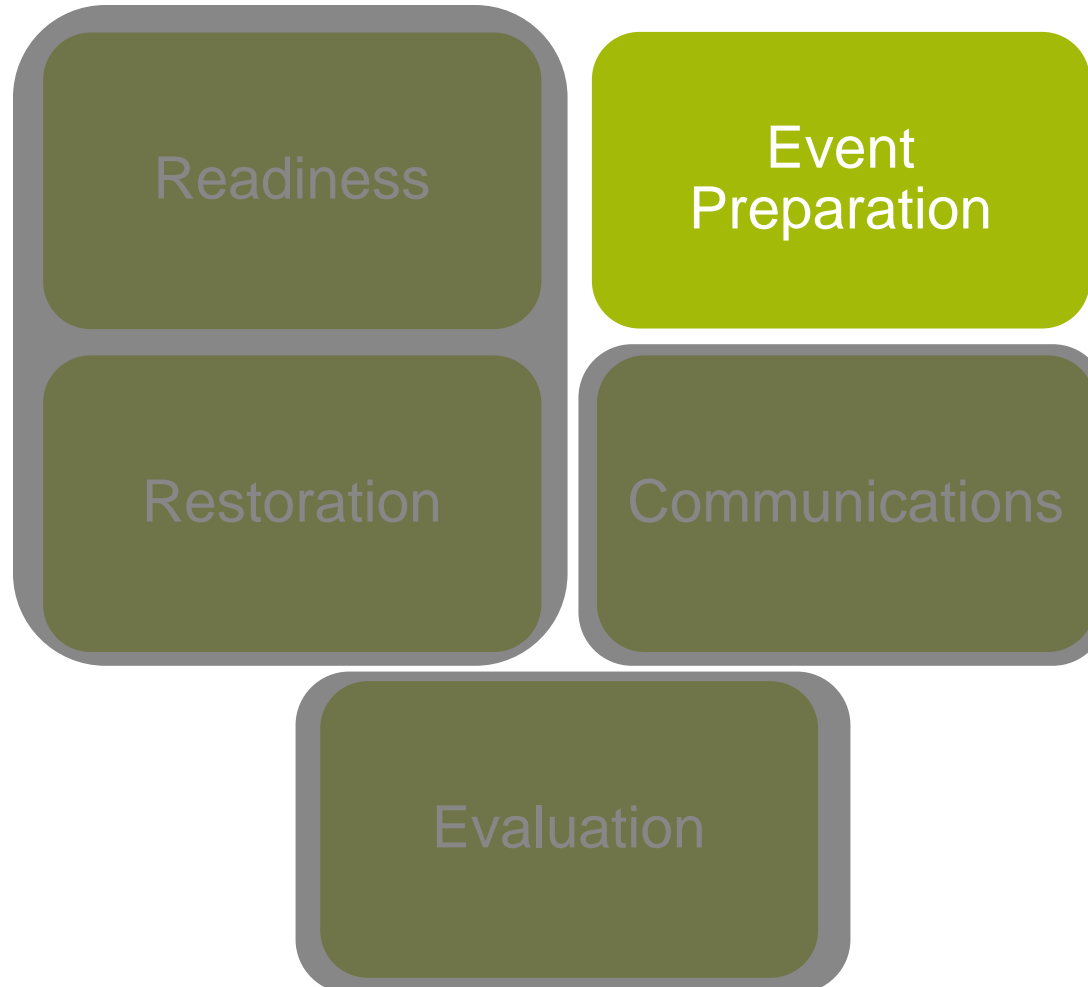 Readiness
Event
Preparation
Restoration
Communications
Evaluation